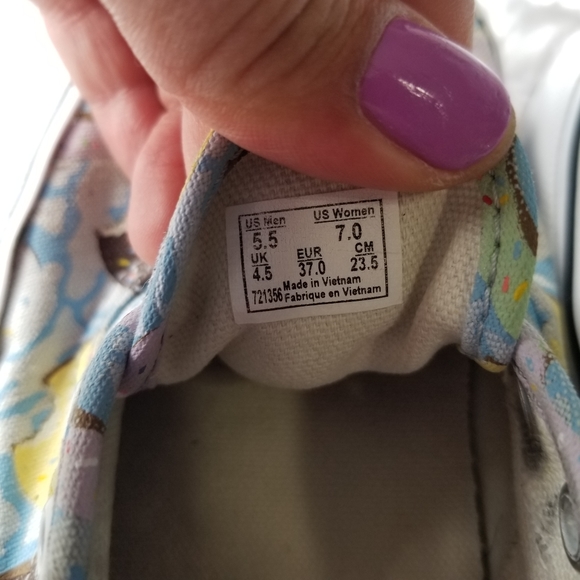 US Men US Women
5.5 7.0
UK EUR CM
4.5 37.0 23.5
Made in Vietnam
721356 Fabrique en Vietnam